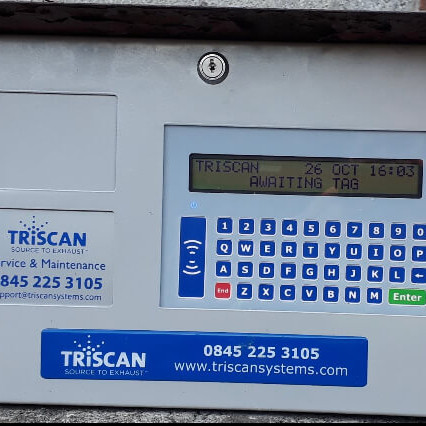 TRISCAN 26 OCT 16:03
AWAITING TAG
TRISCAN
SOURCE TO EXHAUST
rvice & Maintenance
845 225 3105
pport@triscansystems.com
1 2 3 4 5 6 7 8 9 0
Q W E R T Y U I O P
A S D F G H J K L ←
End Z X C V B N M Enter
TRISCAN
SOURCE TO EXHAUST
0845 225 3105
www.triscansystems.com